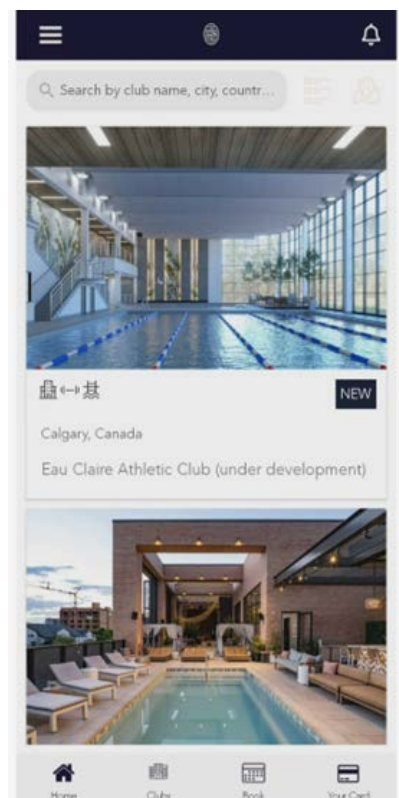 Search by club name, city, countr...
NEW
Calgary, Canada
Eau Claire Athletic Club (under development)
Home
Clubs
Book
Your Card